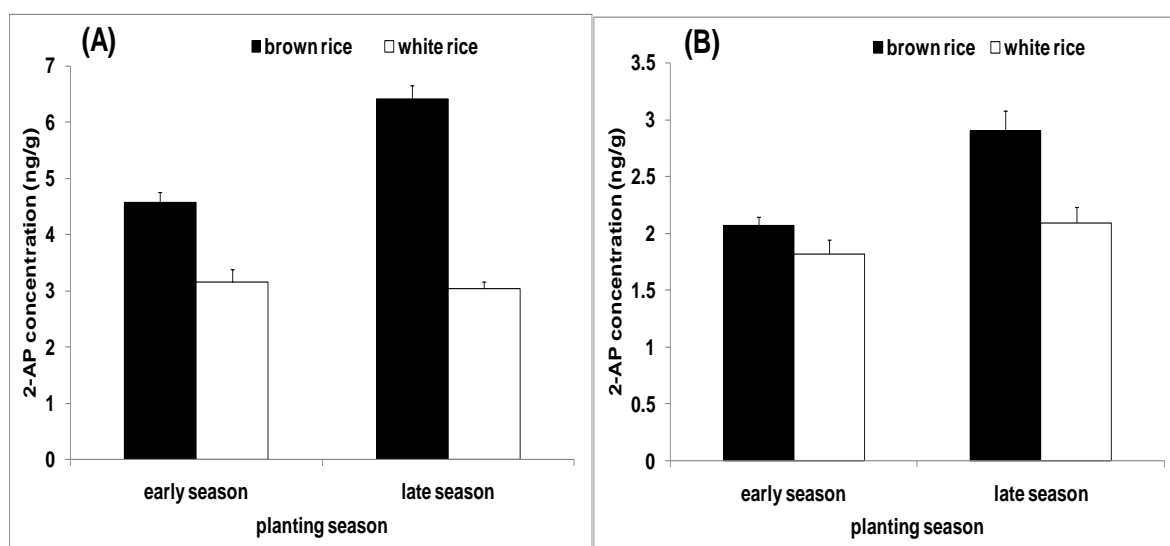 (A)
brown rice white rice
2-AP concentration (ng/g)
7
6
5
4
3
2
1
0
early season late season
planting season
(B)
brown rice white rice
2-AP concentration (ng/g)
3.5
3
2.5
2
1.5
1
0.5
0
early season late season
planting season